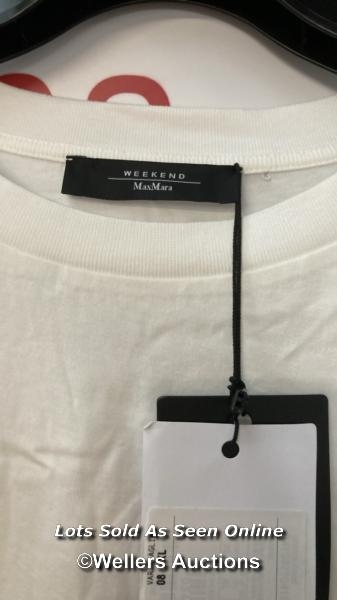 WEEKEND
MaxMara
Lots Sold As Seen Online
©Wellers Auctions